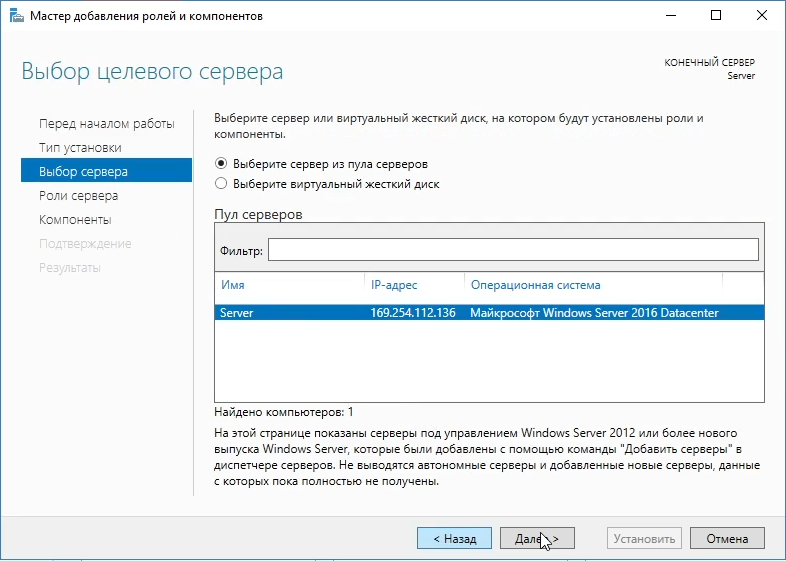 Мастер добавления ролей и компонентов
Выбор целевого сервера
КОНЕЧНЫЙ СЕРВЕР
Server
Перед началом работы
Тип установки
Выбор сервера
Роли сервера
Компоненты
Подтверждение
Результаты
Выберите сервер или виртуальный жесткий диск, на котором будут установлены роли и
компоненты.
Выберите сервер из пула серверов
Выберите виртуальный жесткий диск
Пул серверов
Фильтр:
Имя IP-адрес Операционная система
Server 169.254.112.136 Майкрософт Windows Server 2016 Datacenter
Найдено компьютеров: 1
На этой странице показаны серверы под управлением Windows Server 2012 или более нового
выпуска Windows Server, которые были добавлены с помощью команды "Добавить серверы" в
диспетчере серверов. Не выводятся автономные серверы и добавленные новые серверы, данные
с которых пока полностью не получены.
< Назад Далее > Установить Отмена